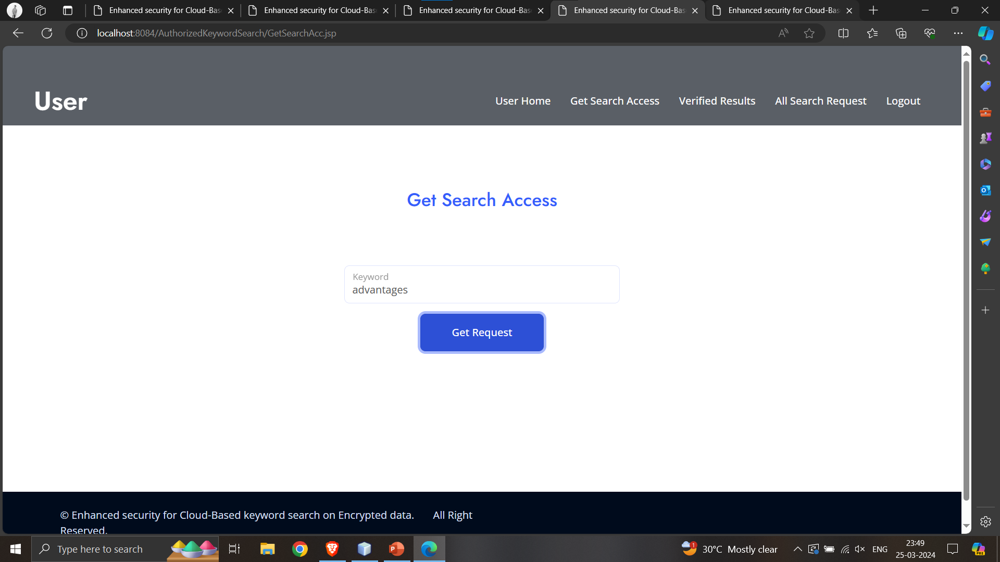 Enhanced security for Cloud-Bas
Enhanced security for Cloud-Bas
Enhanced security for Cloud-Bas
Enhanced security for Cloud-Bas
Enhanced security for Cloud-Bas
localhost:8084/AuthorizedKeywordSearch/GetSearchAcc.jsp
User
User Home
Get Search Access
Verified Results
All Search Request
Logout
Get Search Access
Keyword
advantages
Get Request
© Enhanced security for Cloud-Based keyword search on Encrypted data. All Right
Reserved.
Type here to search
1
30°C Mostly clear
ENG
23:49
25-03-2024
PRE